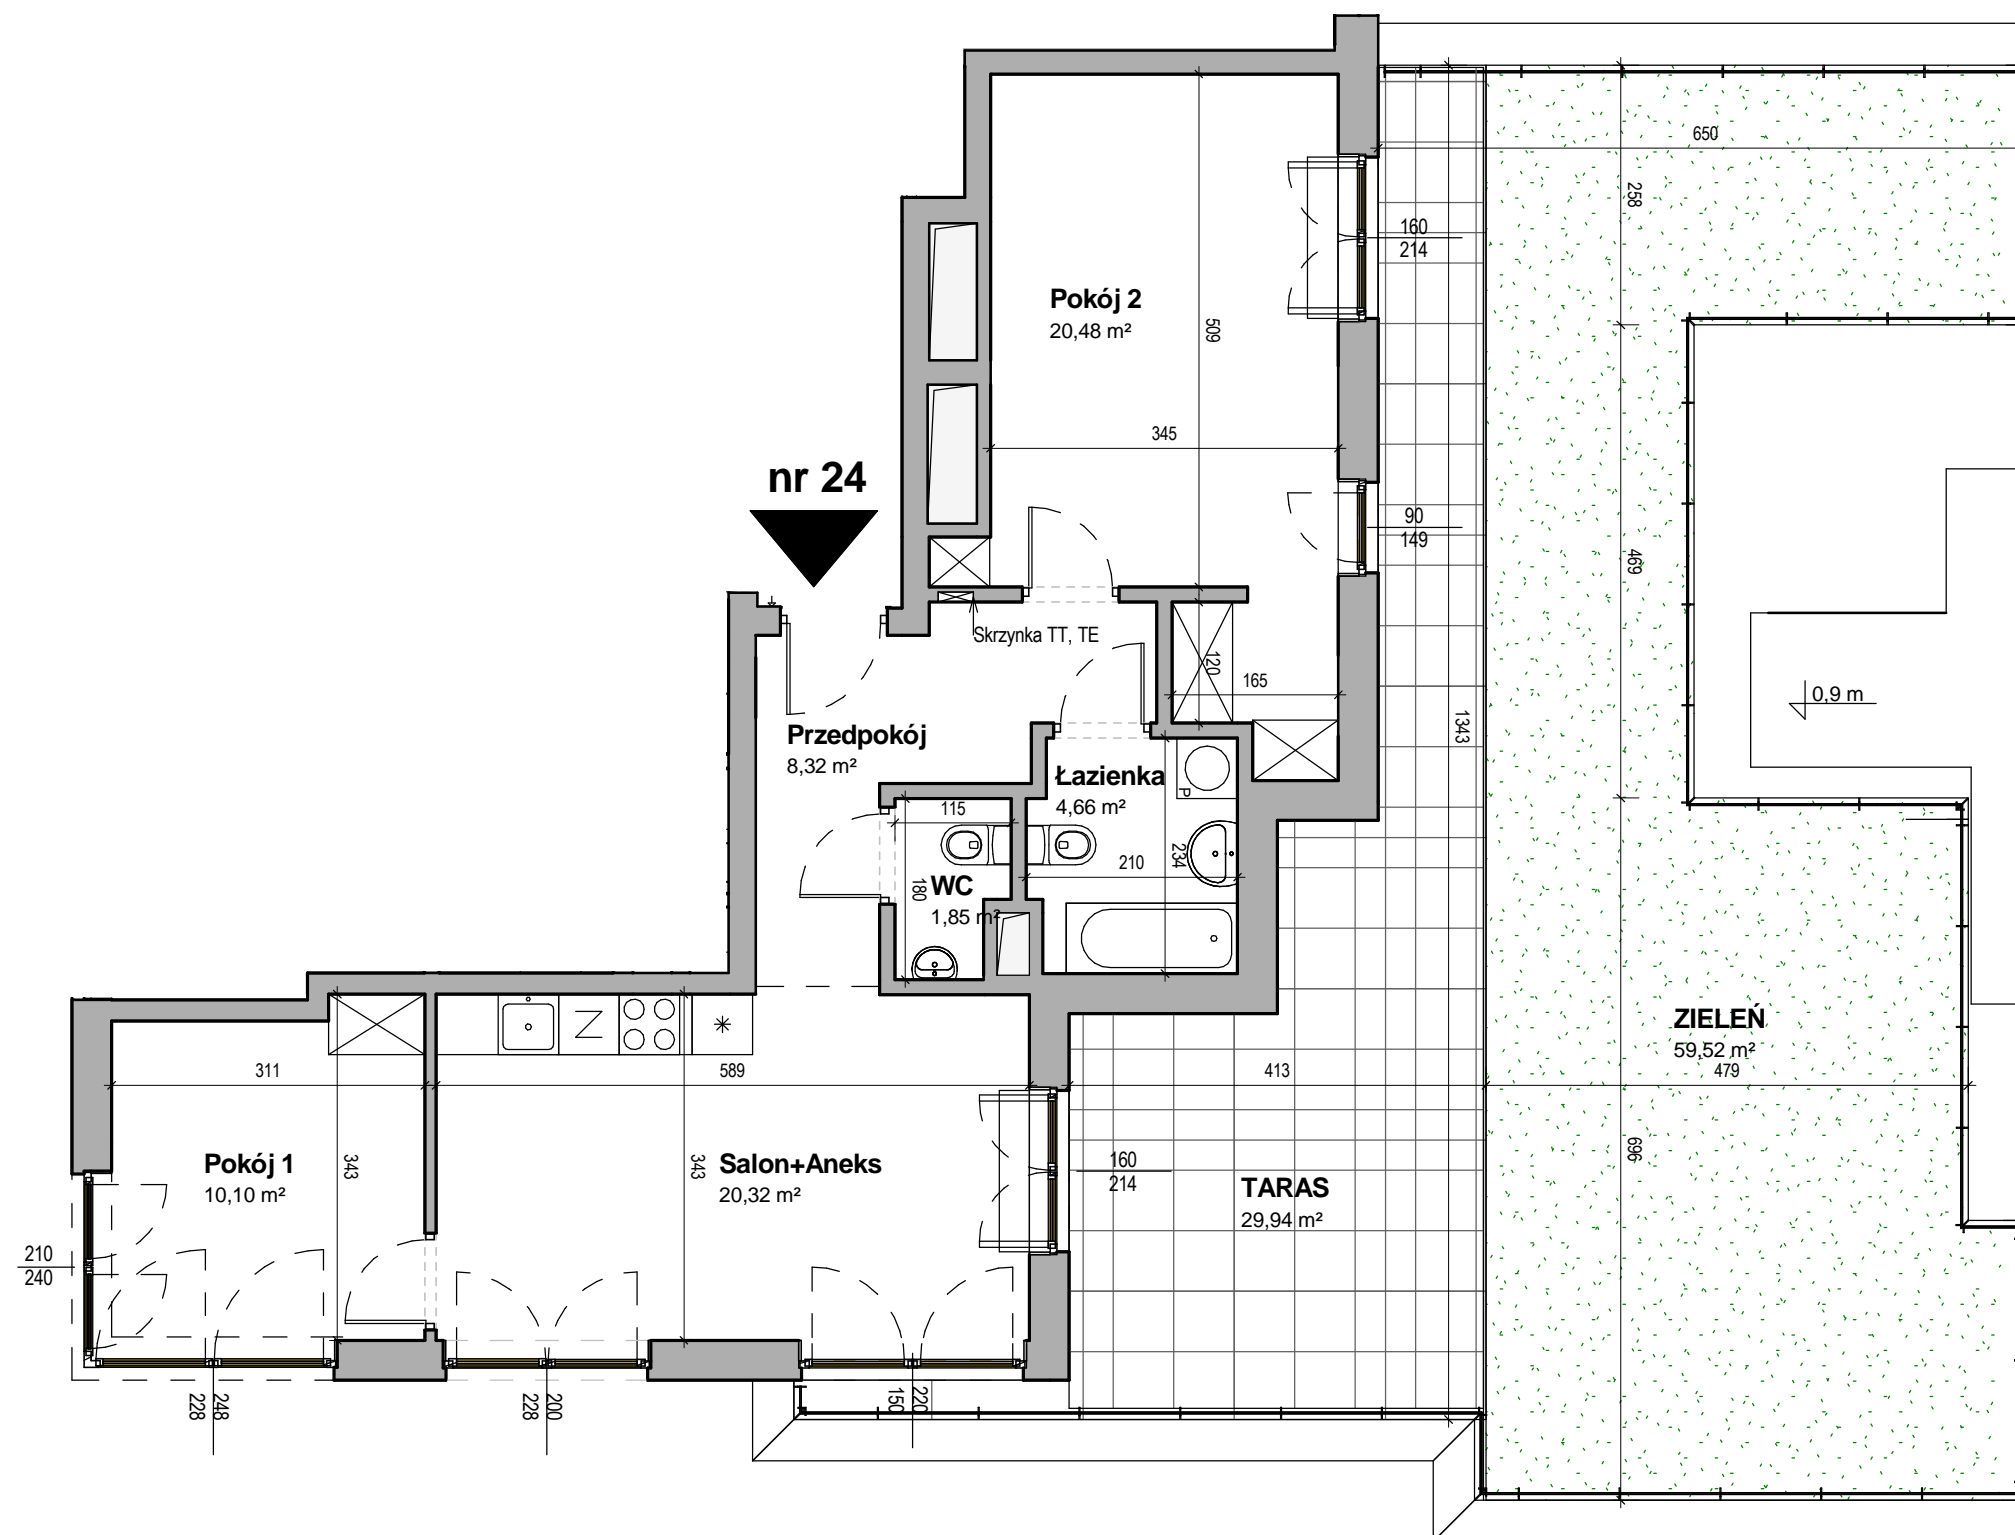 650
258
160
214
Pokój 2
20,48 m²
509
345
nr 24
90
149
469
Skrzynka TT, TE
120
165
0,9 m
1343
Przedpokój
8,32 m²
Łazienka
4,66 m²
P
115
210
234
WC
1,85 m²
180
ZIELEŃ
59,52 m²
479
311
589
413
Pokój 1
10,10 m²
343
343
Salon+Aneks
20,32 m²
160
214
TARAS
29,94 m²
696
210
240
248
228
200
228
220
150